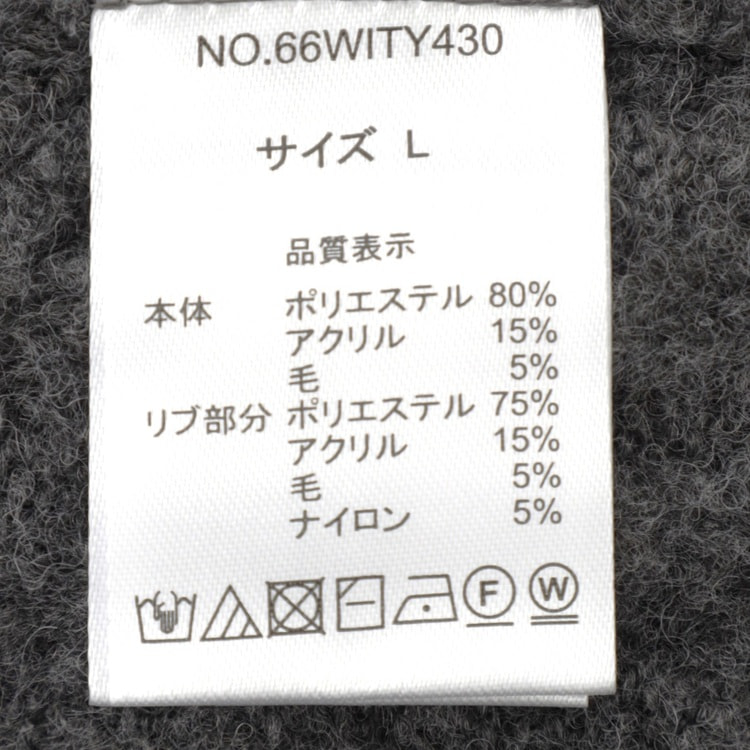 NO.66WITY430
サイズ L
品質表示
本体 ポリエステル 80%
アクリル 15%
毛 5%
リブ部分 ポリエステル 75%
アクリル 15%
毛 5%
ナイロン 5%
F W